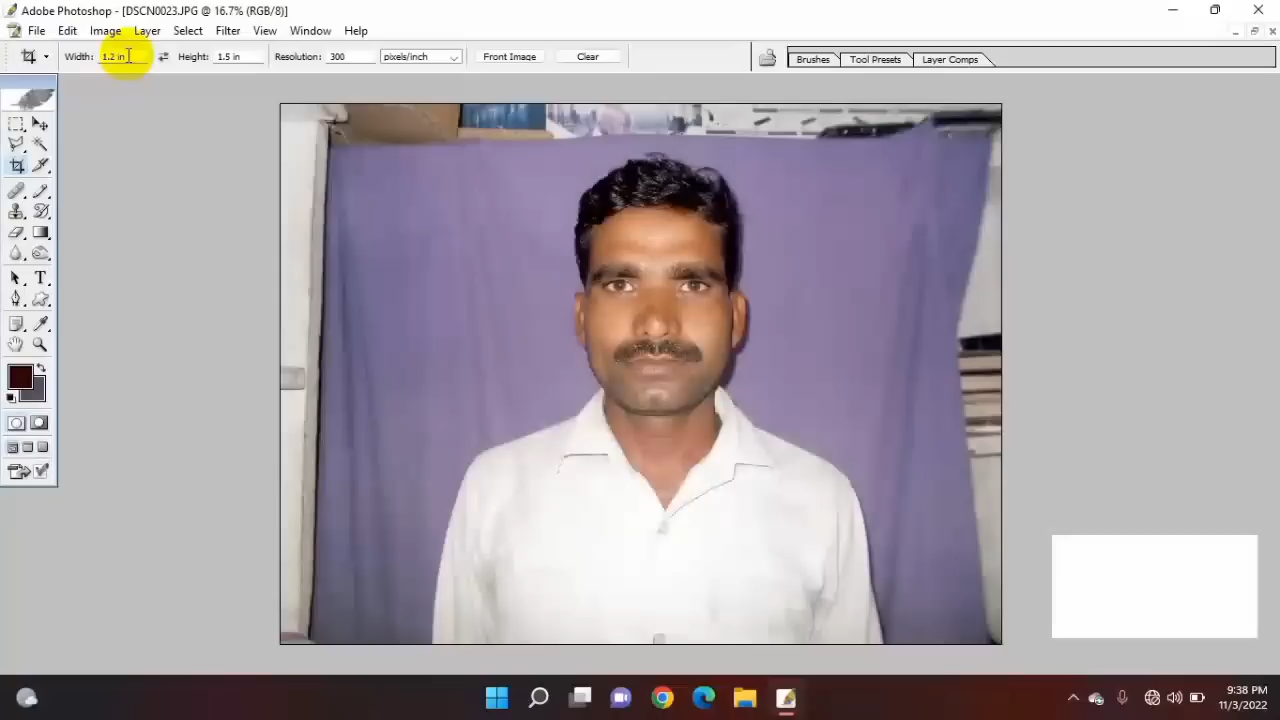 Adobe Photoshop - [DSCN0023.JPG @ 16.7% (RGB/8)]
File Edit Image Layer Select Filter View Window Help
Width: 1.2 in Height: 1.5 in Resolution: 300 pixels/inch Front Image Clear Brushes Tool Presets Layer Comps
T
9:38 PM
11/3/2022